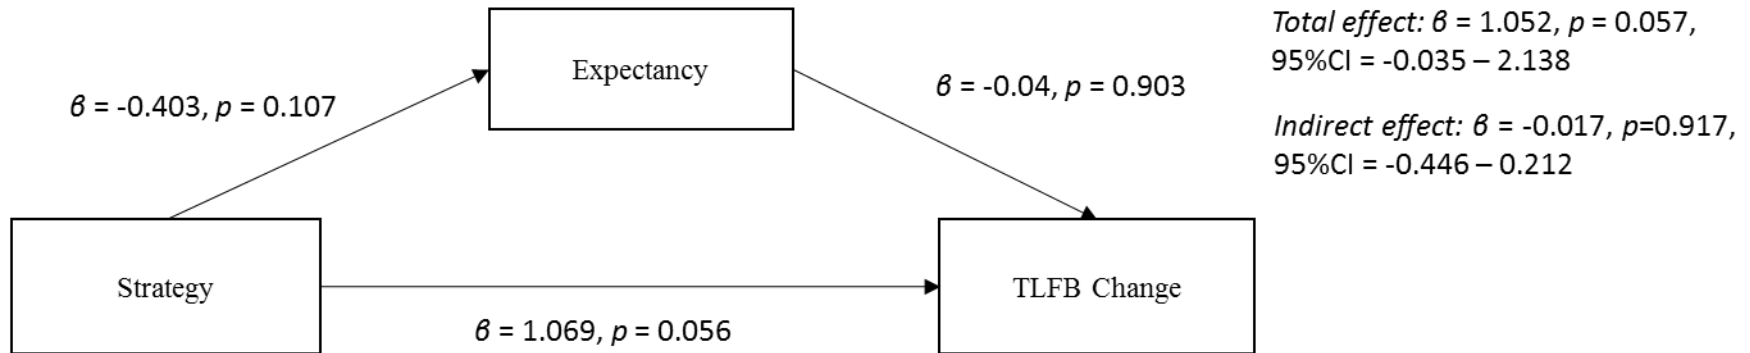 Total effect: β = 1.052, p = 0.057,
95%CI = -0.035 – 2.138
Expectancy
β = -0.04, p = 0.903
β = -0.403, p = 0.107
Indirect effect: β = -0.017, p=0.917,
95%CI = -0.446 – 0.212
Strategy
TLFB Change
β = 1.069, p = 0.056